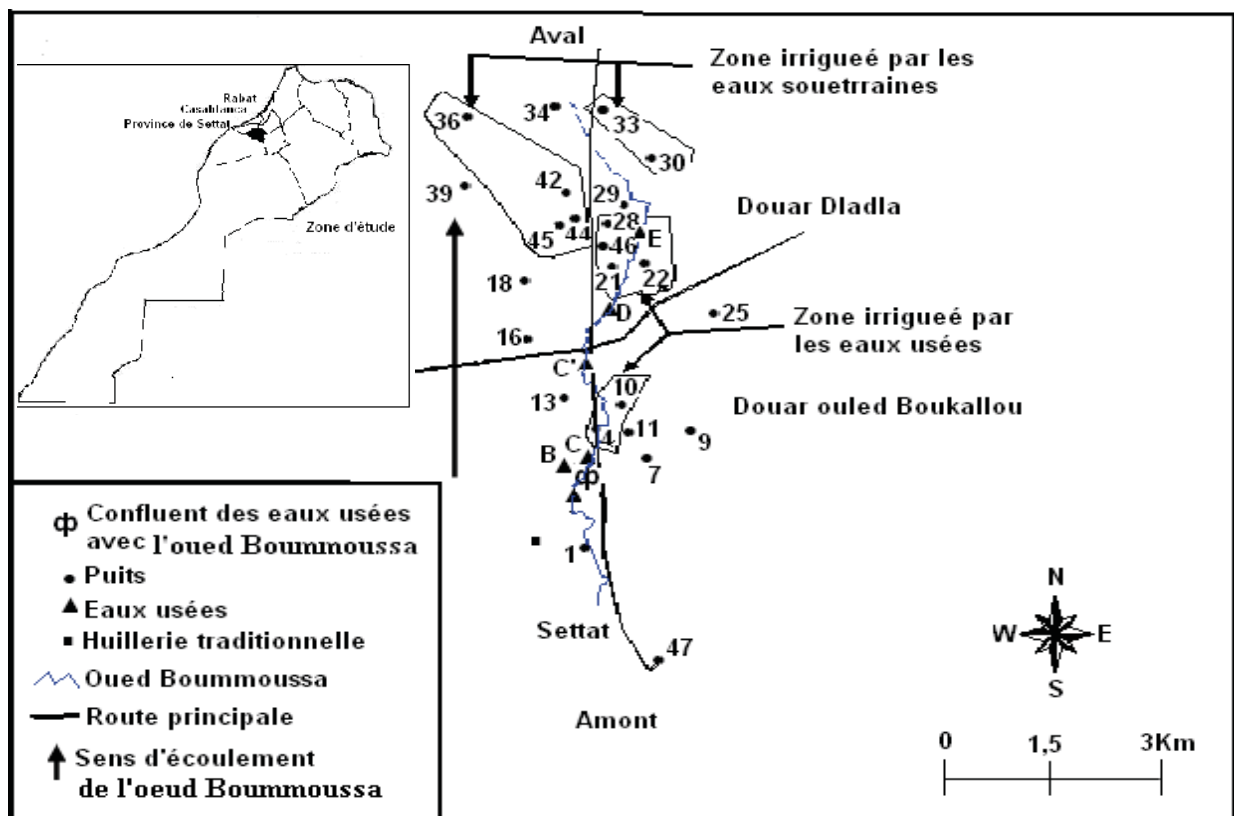 Aval
Zone irrigueé par les
eaux souetrraines
Rabat
Casablanca
Province de Settat
Zone d'étude
36
34
33
30
39
42
29
28
E
45
44
46
21
22
Douar Dladla
18
D
25
16
Zone irrigueé par
les eaux usées
C'
10
13
Douar ouled Boukallou
4
11
9
B
C
7
ф
1
Settat
47
Amont
ф Confluent des eaux usées
avec l'oued Boummoussa
Puits
Eaux usées
Huillerie traditionnelle
Oued Boummoussa
Route principale
Sens d'écoulement
de l'oeud Boummoussa
N
W
E
S
0
1,5
3Km